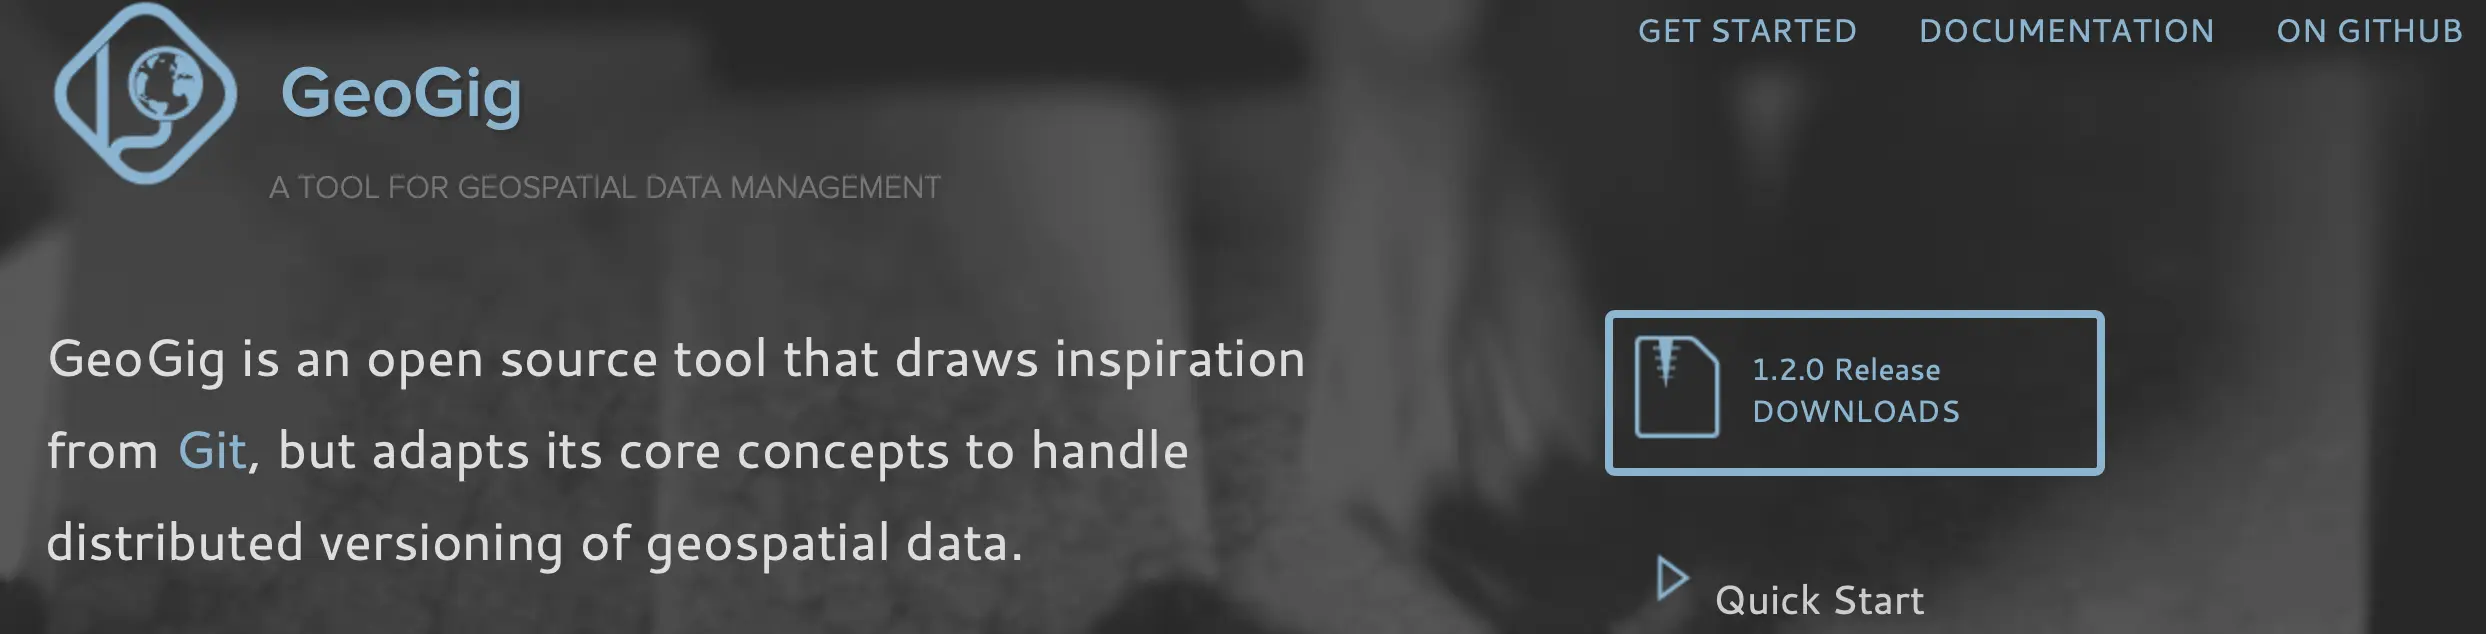 GET STARTED DOCUMENTATION ON GITHUB
GeoGig
A TOOL FOR GEOSPATIAL DATA MANAGEMENT
GeoGig is an open source tool that draws inspiration
from Git, but adapts its core concepts to handle
distributed versioning of geospatial data.
1.2.0 Release
DOWNLOADS
Quick Start